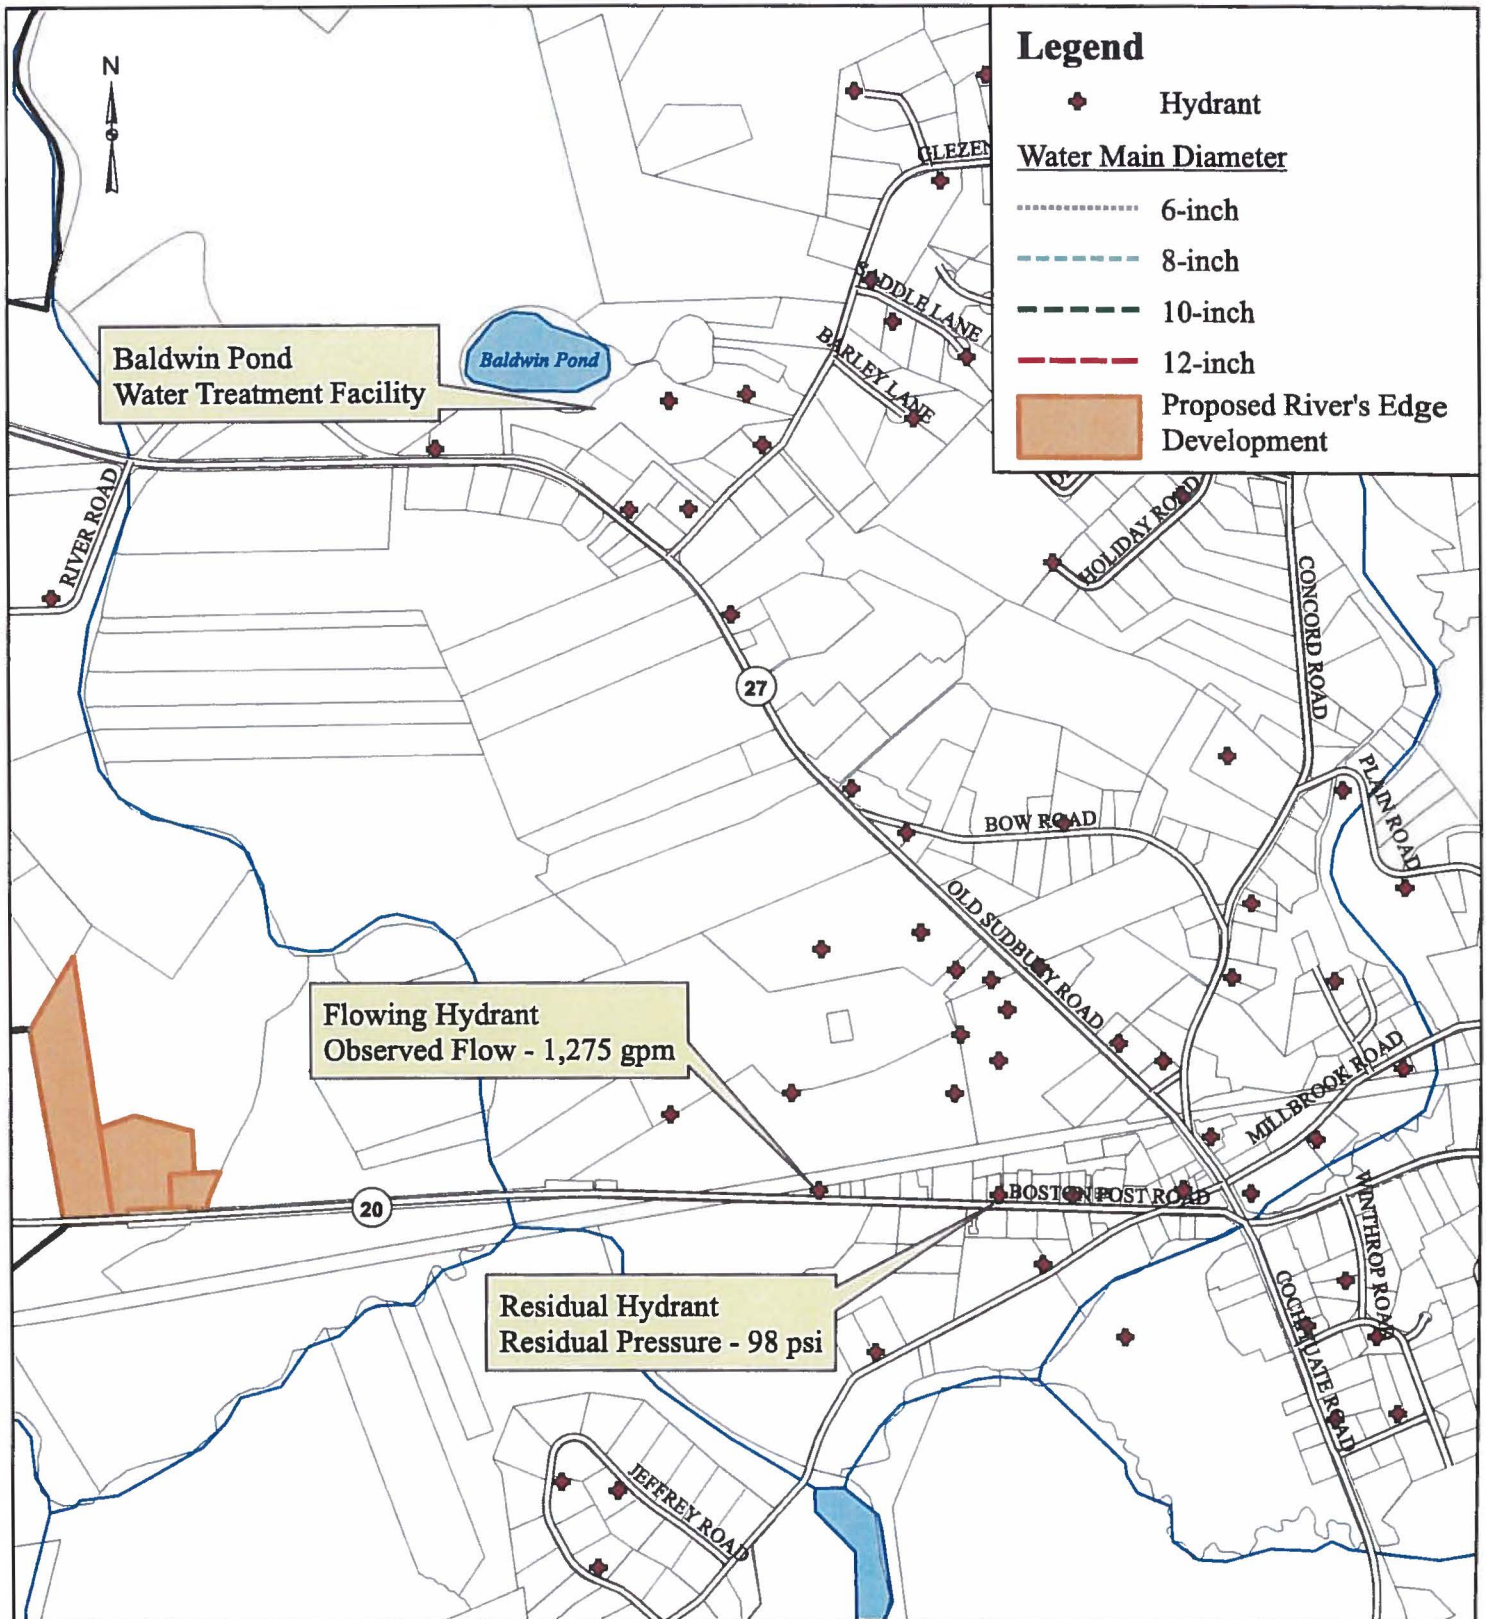 N
Legend
Hydrant
Water Main Diameter
6-inch
8-inch
10-inch
12-inch
Proposed River's Edge
Development
GLEZEN
SADDLE LANE
BARLEY LANE
Baldwin Pond
Water Treatment Facility
Baldwin Pond
RIVER ROAD
HOLIDAY ROAD
CONCORD ROAD
27
PLAIN ROAD
BOW ROAD
OLD SUDBURY ROAD
Flowing Hydrant
Observed Flow - 1,275 gpm
MILLBROOK ROAD
BOSTON POST ROAD
20
WINTHROP ROAD
Residual Hydrant
Residual Pressure - 98 psi
COCHITUATE ROAD
JEFFREY ROAD